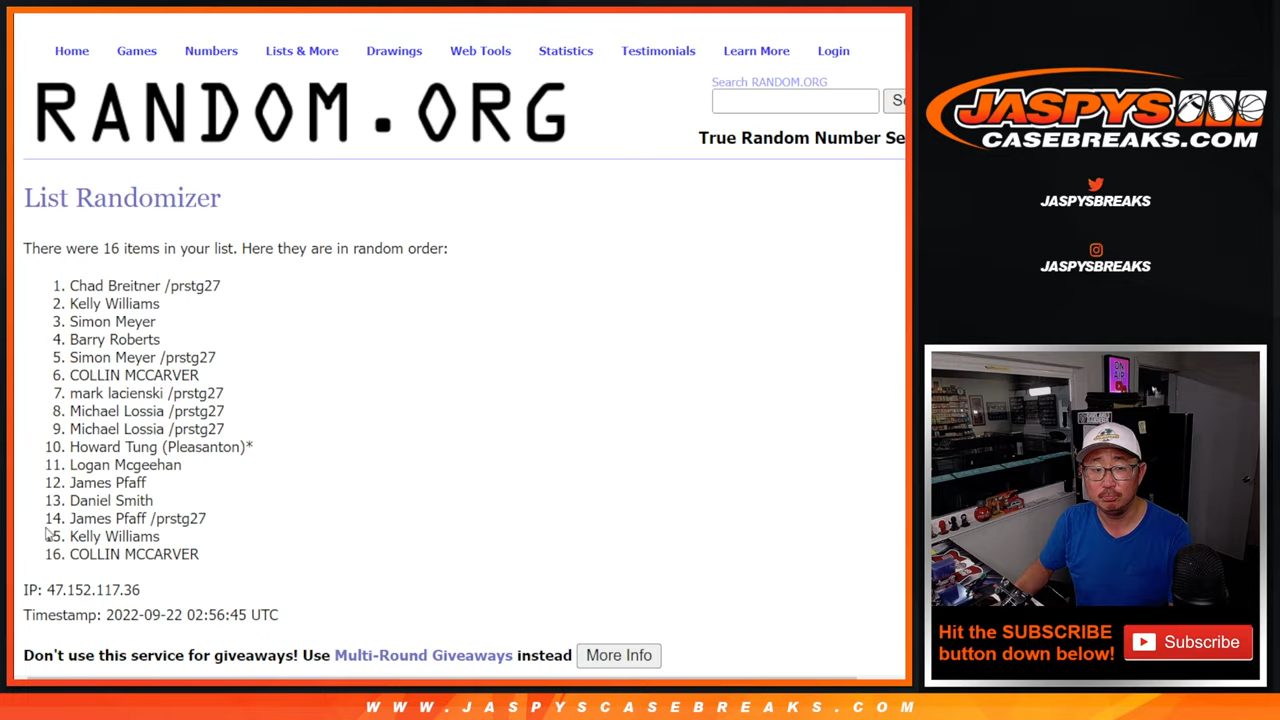 Home Games Numbers Lists & More Drawings Web Tools Statistics Testimonials Learn More Login
Search RANDOM.ORG
RANDOM.ORG
True Random Number Se
List Randomizer
There were 16 items in your list. Here they are in random order:
1. Chad Breitner /prstg27
2. Kelly Williams
3. Simon Meyer
4. Barry Roberts
5. Simon Meyer /prstg27
6. COLLIN MCCARVER
7. mark lacienski /prstg27
8. Michael Lossia /prstg27
9. Michael Lossia /prstg27
10. Howard Tung (Pleasanton)*
11. Logan Mcgeehan
12. James Pfaff
13. Daniel Smith
14. James Pfaff /prstg27
15. Kelly Williams
16. COLLIN MCCARVER
IP: 47.152.117.36
Timestamp: 2022-09-22 02:56:45 UTC
Don't use this service for giveaways! Use Multi-Round Giveaways instead More Info
JASPYS
CASEBREAKS.COM
JASPYSBREAKS
JASPYSBREAKS
ON
AIR
Hit the SUBSCRIBE
button down below!
Subscribe
WWW.JASPYSCASEBREAKS.COM